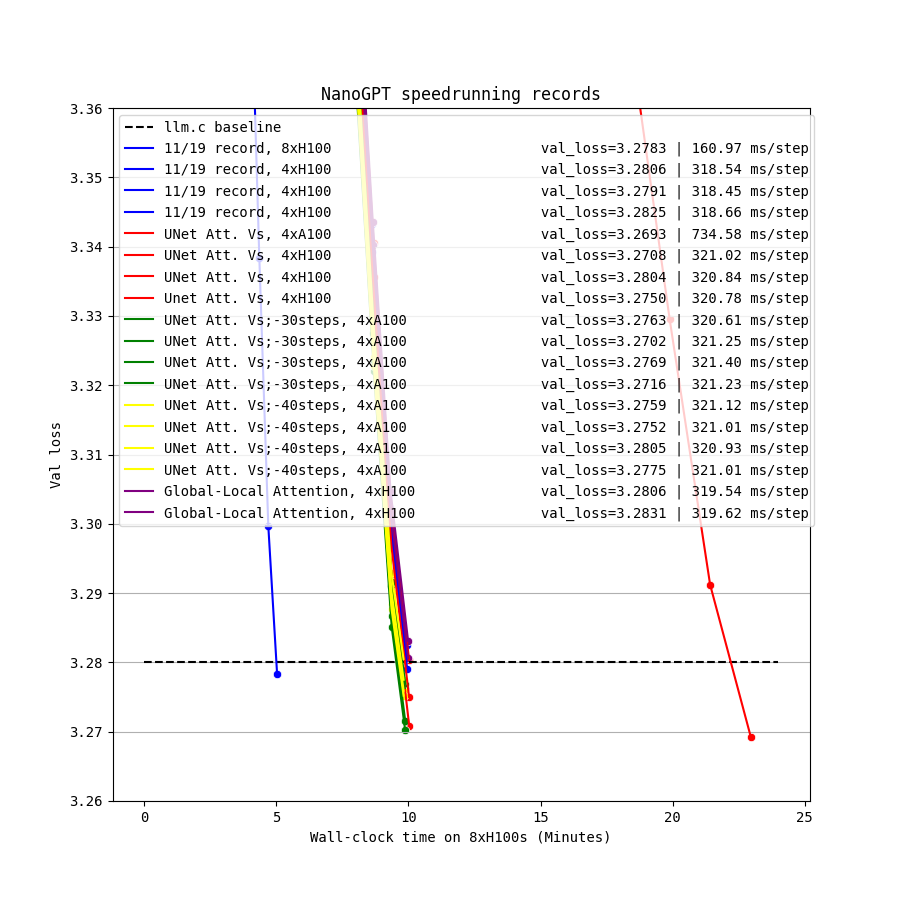 NanoGPT speedrunning records
3.36
3.35
3.34
3.33
3.32
3.31
3.30
3.29
3.28
3.27
3.26
Val loss
llm.c baseline
11/19 record, 8xH100 val_loss=3.2783 | 160.97 ms/step
11/19 record, 4xH100 val_loss=3.2806 | 318.54 ms/step
11/19 record, 4xH100 val_loss=3.2791 | 318.45 ms/step
11/19 record, 4xH100 val_loss=3.2825 | 318.66 ms/step
UNet Att. Vs, 4xA100 val_loss=3.2693 | 734.58 ms/step
UNet Att. Vs, 4xH100 val_loss=3.2708 | 321.02 ms/step
UNet Att. Vs, 4xH100 val_loss=3.2804 | 320.84 ms/step
Unet Att. Vs, 4xH100 val_loss=3.2750 | 320.78 ms/step
UNet Att. Vs;-30steps, 4xA100 val_loss=3.2763 | 320.61 ms/step
UNet Att. Vs;-30steps, 4xA100 val_loss=3.2702 | 321.25 ms/step
UNet Att. Vs;-30steps, 4xA100 val_loss=3.2769 | 321.40 ms/step
UNet Att. Vs;-30steps, 4xA100 val_loss=3.2716 | 321.23 ms/step
UNet Att. Vs;-40steps, 4xA100 val_loss=3.2759 | 321.12 ms/step
UNet Att. Vs;-40steps, 4xA100 val_loss=3.2752 | 321.01 ms/step
UNet Att. Vs;-40steps, 4xA100 val_loss=3.2805 | 320.93 ms/step
UNet Att. Vs;-40steps, 4xA100 val_loss=3.2775 | 321.01 ms/step
Global-Local Attention, 4xH100 val_loss=3.2806 | 319.54 ms/step
Global-Local Attention, 4xH100 val_loss=3.2831 | 319.62 ms/step
0 5 10 15 20 25
Wall-clock time on 8xH100s (Minutes)